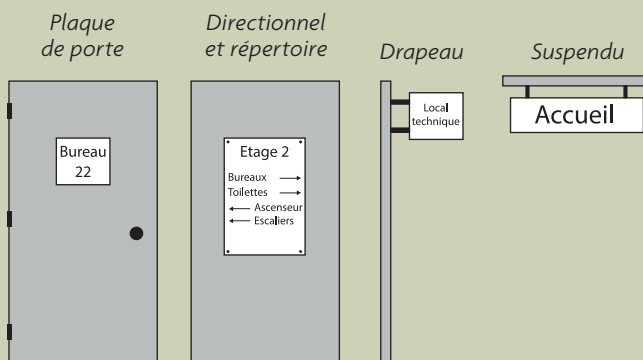 Plaque
de porte
Directionnel
et répertoire
Drapeau
Suspendu
Bureau
22
Etage 2
Bureaux →
Toilettes →
← Ascenseur
← Escaliers
Local
technique
Accueil